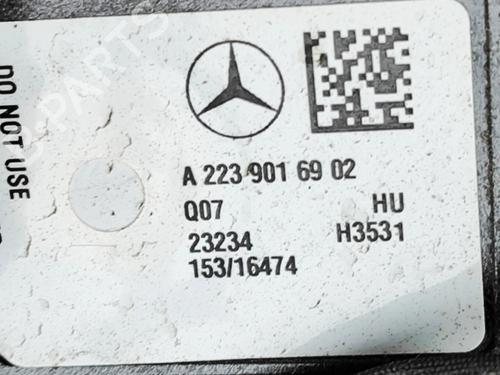 DO NOT USE
A 223 901 69 02
Q07 HU
23234 H3531
153/16474